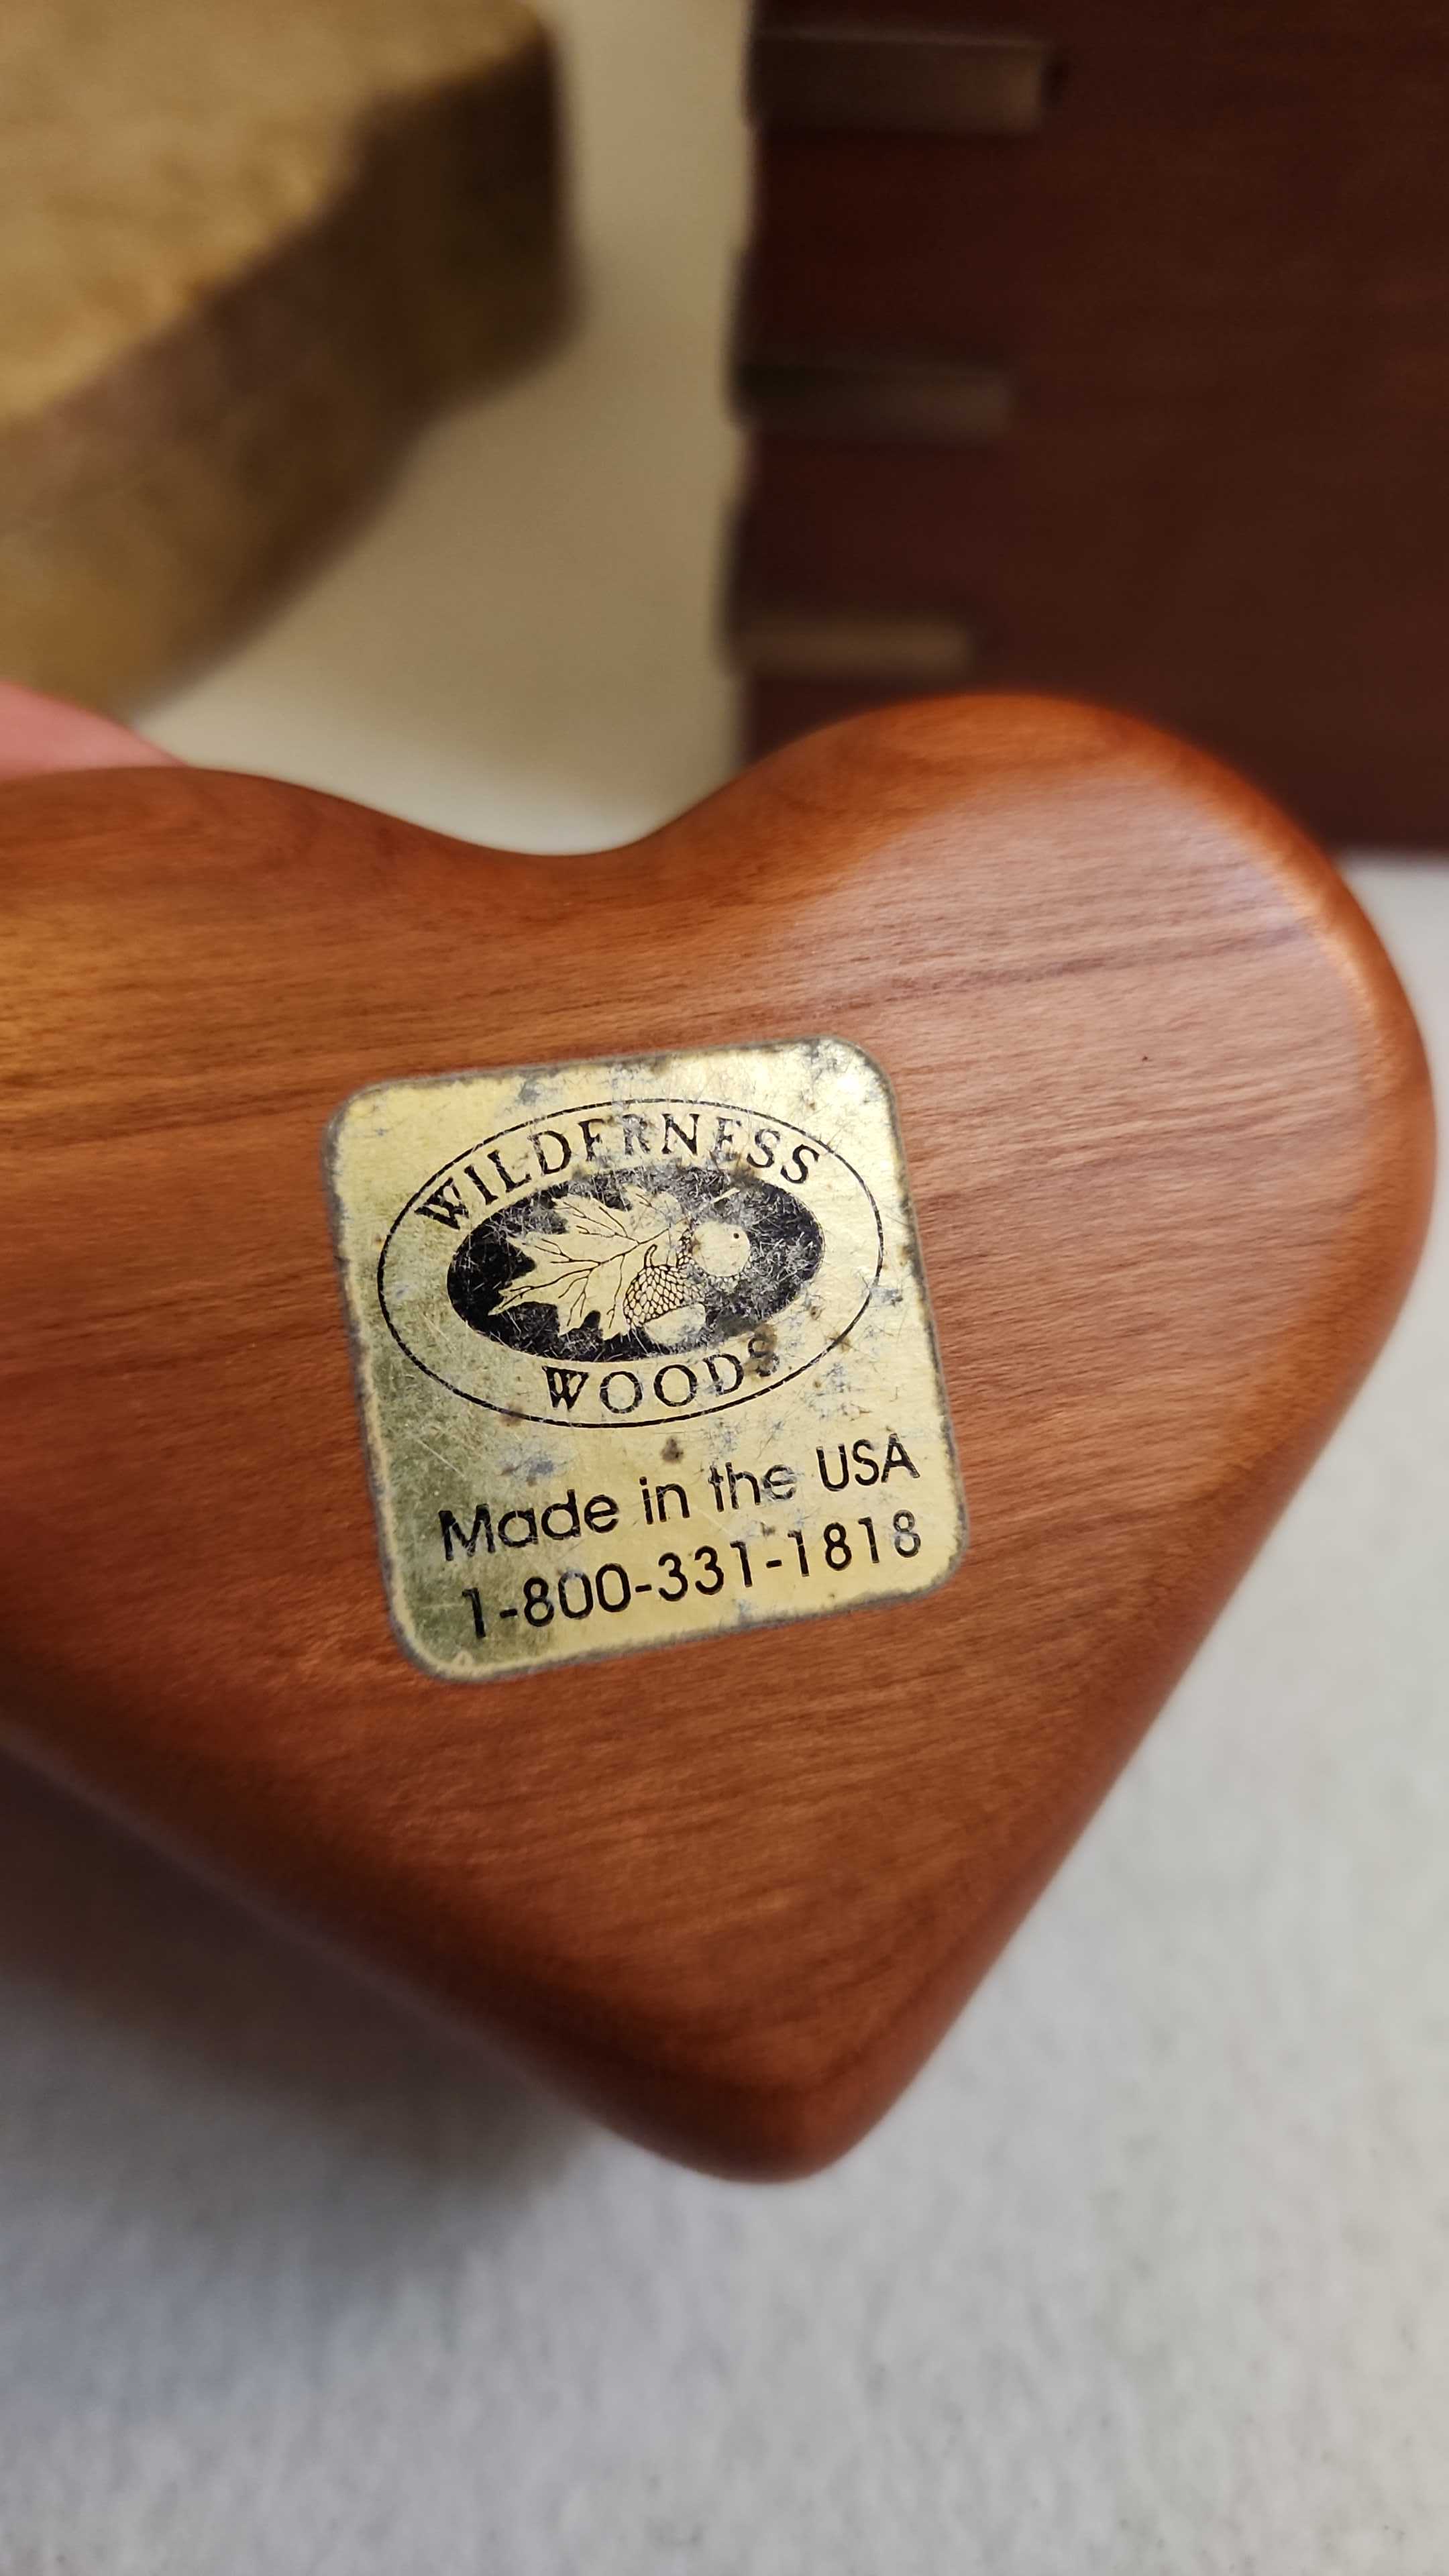 WILDERNESS
WOODS
Made in the USA
1-800-331-1818